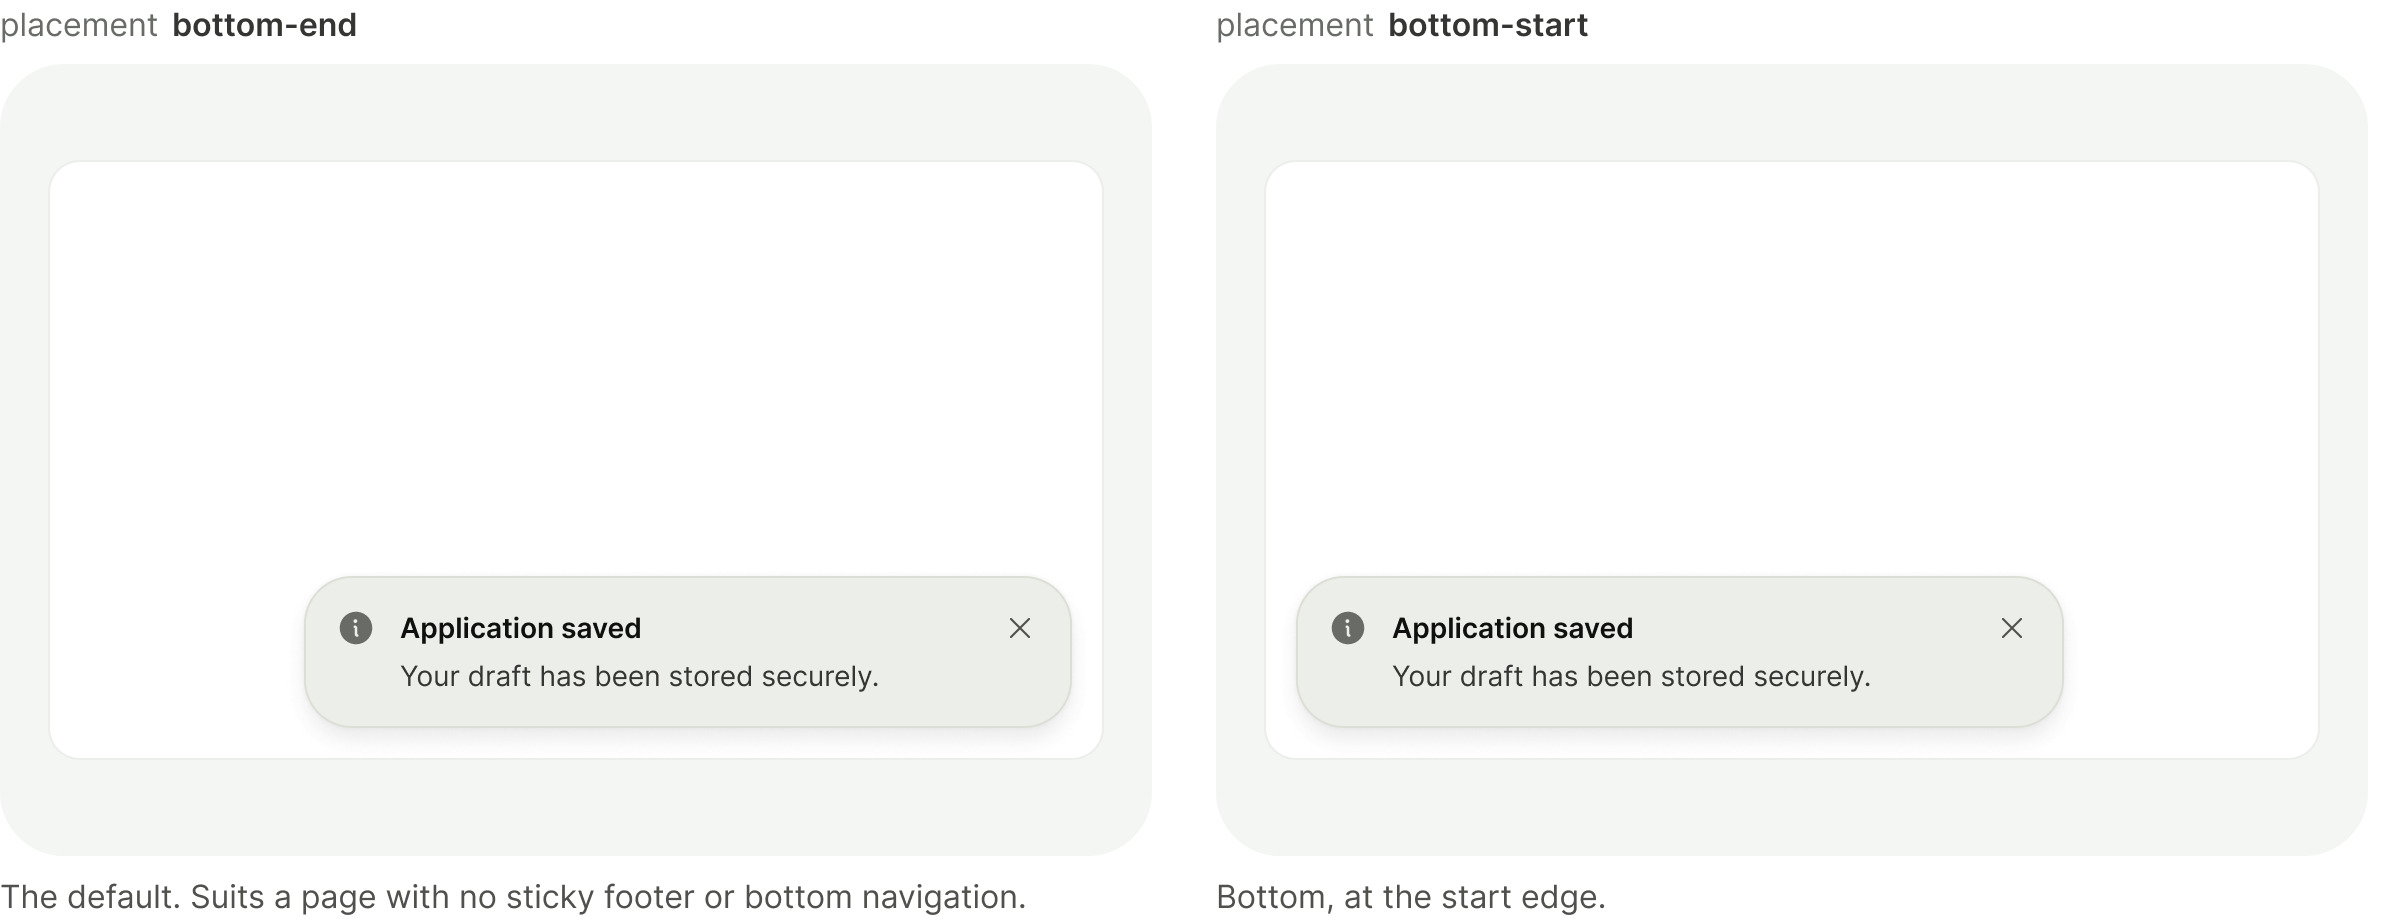 placement bottom-end
Application saved
Your draft has been stored securely.
The default. Suits a page with no sticky footer or bottom navigation.
placement bottom-start
Application saved
Your draft has been stored securely.
Bottom, at the start edge.